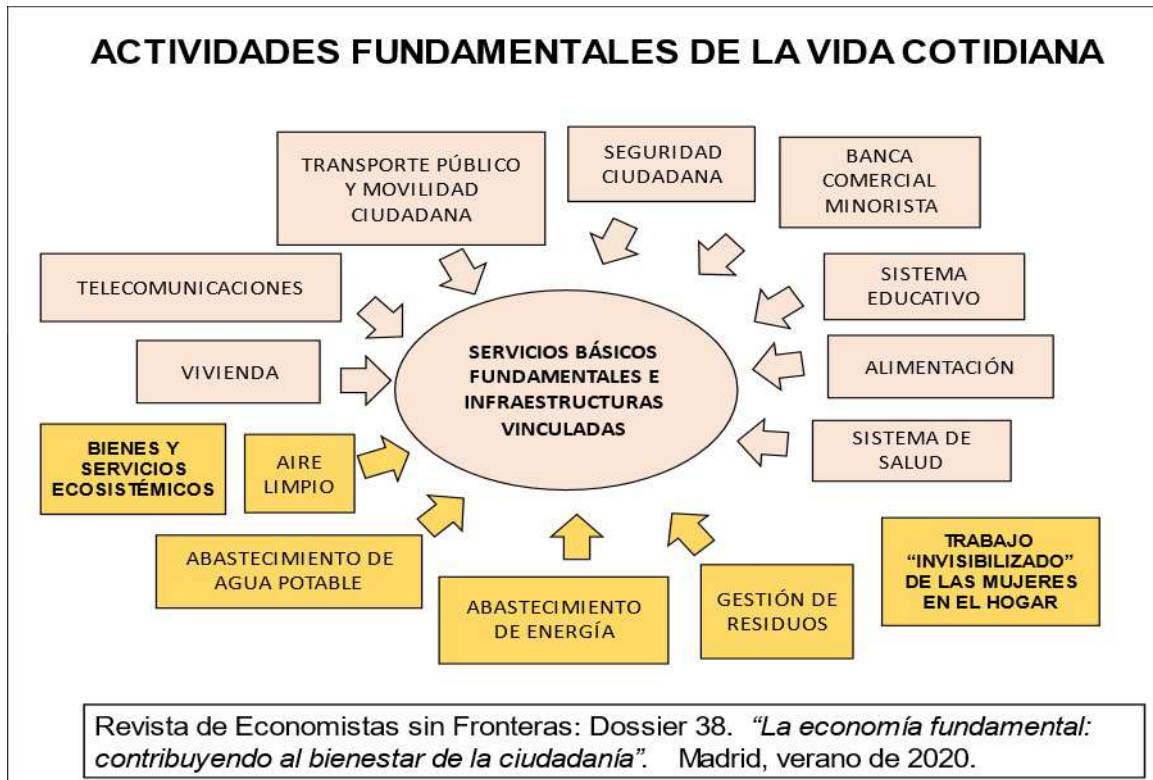 ACTIVIDADES FUNDAMENTALES DE LA VIDA COTIDIANA
TRANSPORTE PÚBLICO
Y MOVILIDAD
CIUDADANA
SEGURIDAD
CIUDADANA
BANCA
COMERCIAL
MINORISTA
TELECOMUNICACIONES
SISTEMA
EDUCATIVO
VIVIENDA
SERVICIOS BÁSICOS
FUNDAMENTALES E
INFRAESTRUCTURAS
VINCULADAS
ALIMENTACIÓN
BIENES Y
SERVICIOS
ECOSISTÉMICOS
AIRE
LIMPIO
SISTEMA DE
SALUD
ABASTECIMIENTO DE
AGUA POTABLE
ABASTECIMIENTO
DE ENERGÍA
GESTIÓN DE
RESIDUOS
TRABAJO
“INVISIBILIZADO”
DE LAS MUJERES
EN EL HOGAR
Revista de Economistas sin Fronteras: Dossier 38. “La economía fundamental:
contribuyendo al bienestar de la ciudadanía”. Madrid, verano de 2020.